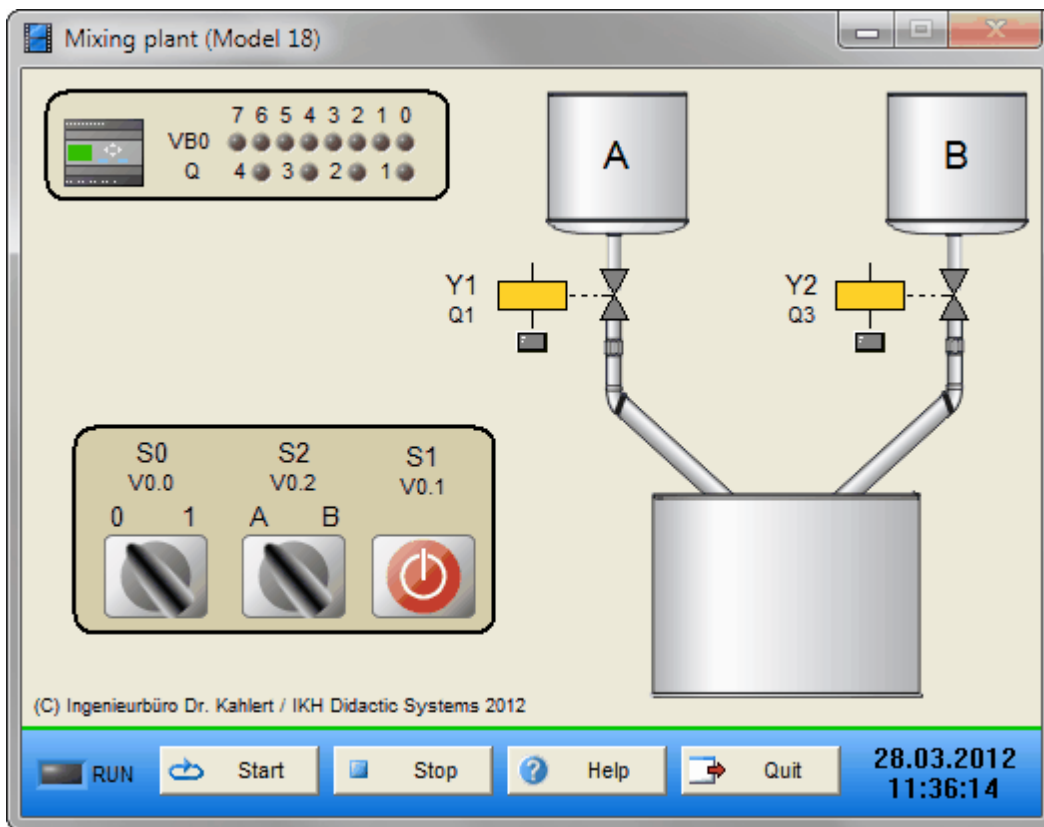 Mixing plant (Model 18)
7 6 5 4 3 2 1 0
VB0
Q 4 3 2 1
A
B
Y1
Q1
Y2
Q3
S0
V0.0
S2
V0.2
S1
V0.1
0 1
A B
(C) Ingenieurbüro Dr. Kahlert / IKH Didactic Systems 2012
RUN
Start
Stop
Help
Quit
28.03.2012
11:36:14